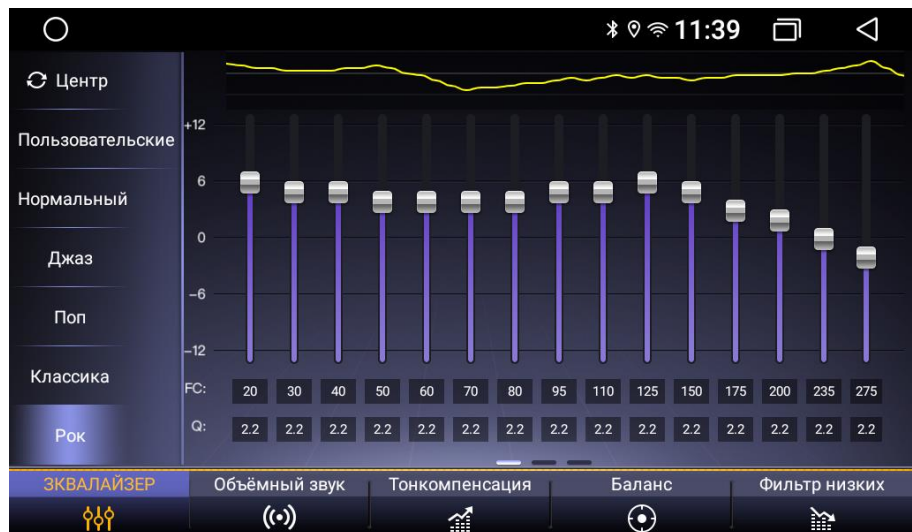 11:39
Центр
Пользовательские
Нормальный
Джаз
Поп
Классика
Рок
+12
6
0
−6
−12
FC: 20 30 40 50 60 70 80 95 110 125 150 175 200 235 275
Q: 2.2 2.2 2.2 2.2 2.2 2.2 2.2 2.2 2.2 2.2 2.2 2.2 2.2 2.2 2.2
ЗКВАЛАЙЗЕР Объёмный звук Тонкомпенсация Баланс Фильтр низких